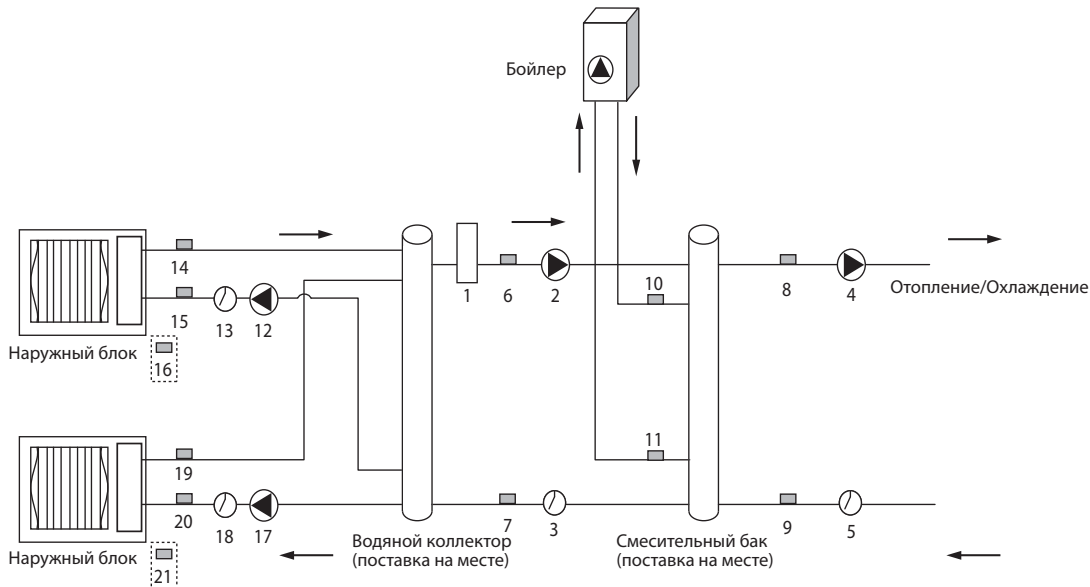 Бойлер
14
15
13
12
1
6
2
10
8
4
Отопление/Охлаждение
Наружный блок
16
11
19
20
18
17
7
3
9
5
Наружный блок
21
Водяной коллектор
(поставка на месте)
Смесительный бак
(поставка на месте)